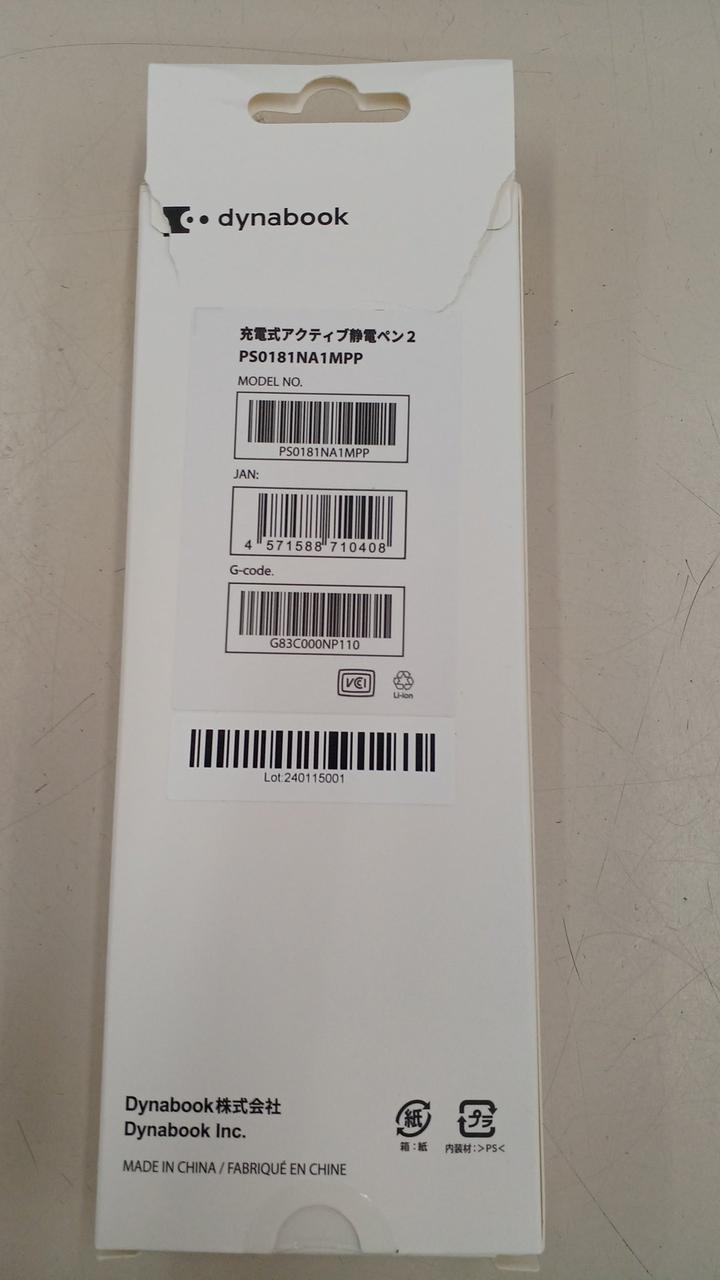 dynabook
充電式アクティブ静電ペン2
PS0181NA1MPP
MODEL NO.
PS0181NA1MPP
JAN:
4 571588 710408
G-code.
G83C000NP110
VCCI
Li-ion
Lot:240115001
Dynabook株式会社
Dynabook Inc.
MADE IN CHINA / FABRIQUÉ EN CHINE
紙
箱:紙
プラ
内装材:>PS<